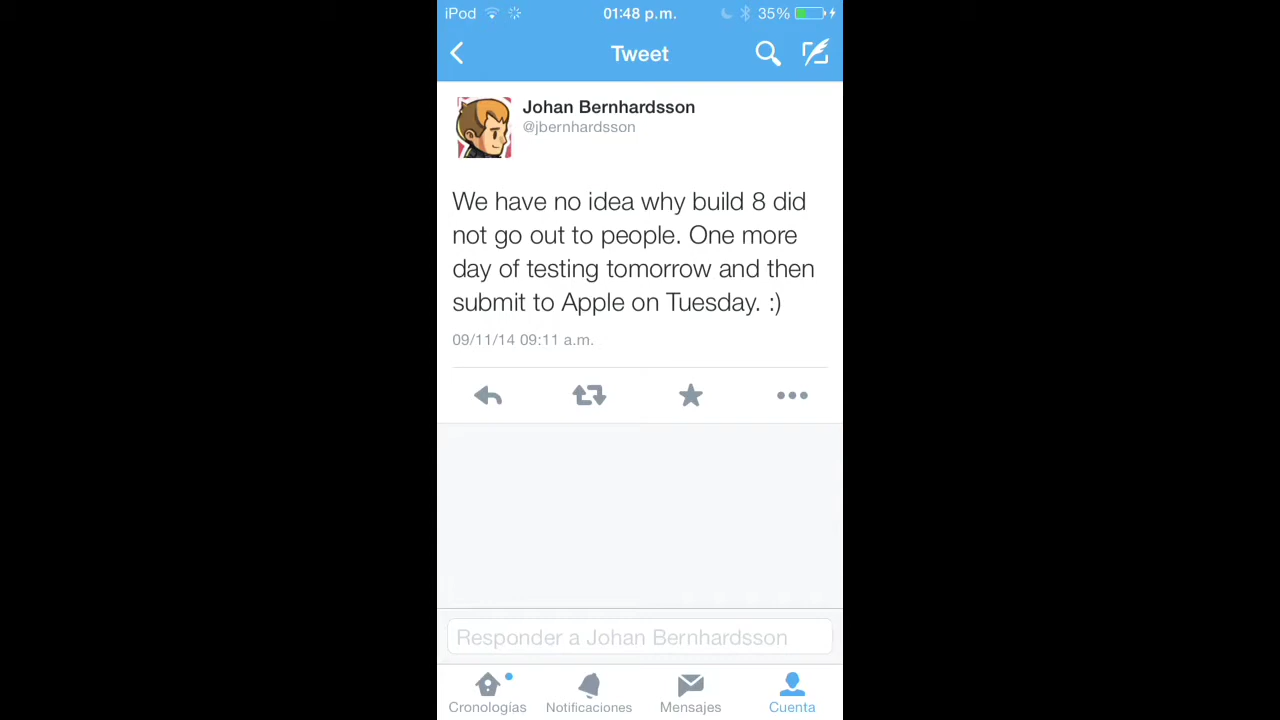 iPod 01:48 p.m. 35%
Tweet
Johan Bernhardsson
@jbernhardsson
We have no idea why build 8 did
not go out to people. One more
day of testing tomorrow and then
submit to Apple on Tuesday. :)
09/11/14 09:11 a.m.
Responder a Johan Bernhardsson
Cronologías Notificaciones Mensajes Cuenta